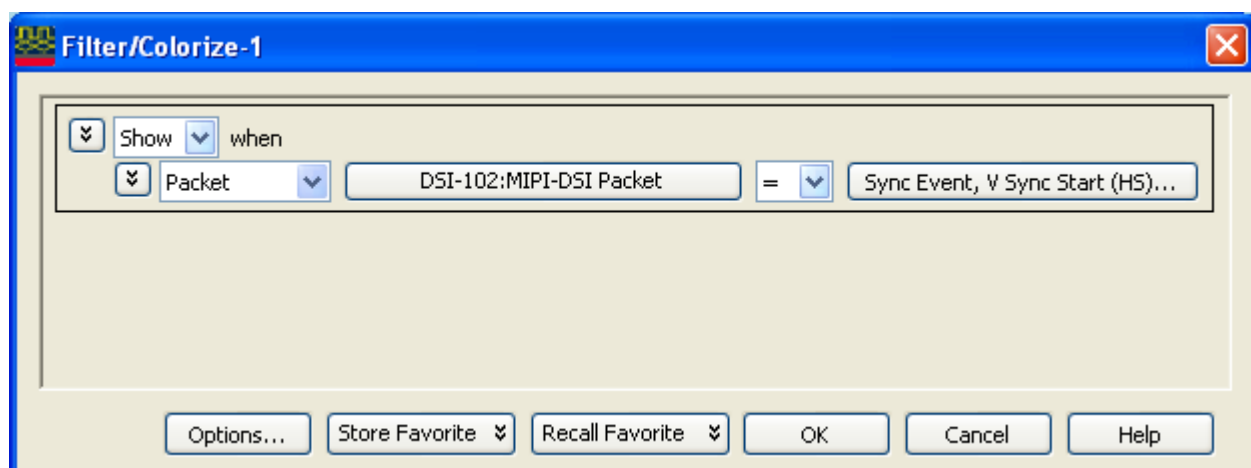 Filter/Colorize-1
Show when
Packet DSI-102:MIPI-DSI Packet = Sync Event, V Sync Start (HS)...
Options... Store Favorite Recall Favorite OK Cancel Help